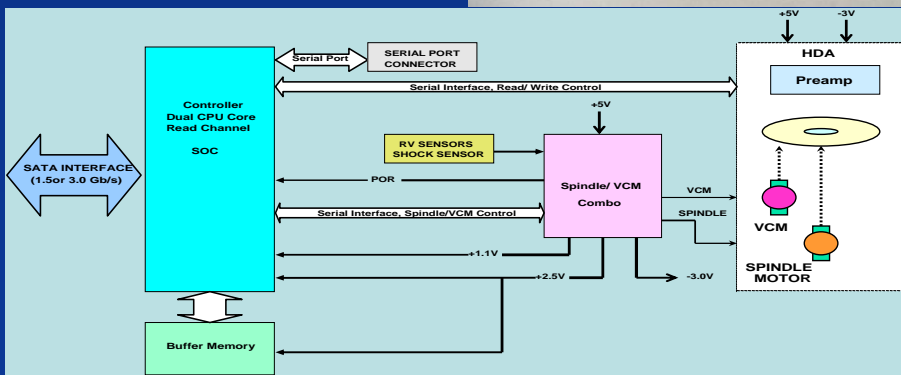 +5V
-3V
HDA
Preamp
VCM
SPINDLE
MOTOR
Serial Port
SERIAL PORT
CONNECTOR
Serial Interface, Read/ Write Control
Controller
Dual CPU Core
Read Channel
SOC
SATA INTERFACE
(1.5or 3.0 Gb/s)
+5V
RV SENSORS
SHOCK SENSOR
POR
Spindle/ VCM
Combo
VCM
SPINDLE
Serial Interface, Spindle/VCM Control
+1.1V
+2.5V
-3.0V
Buffer Memory